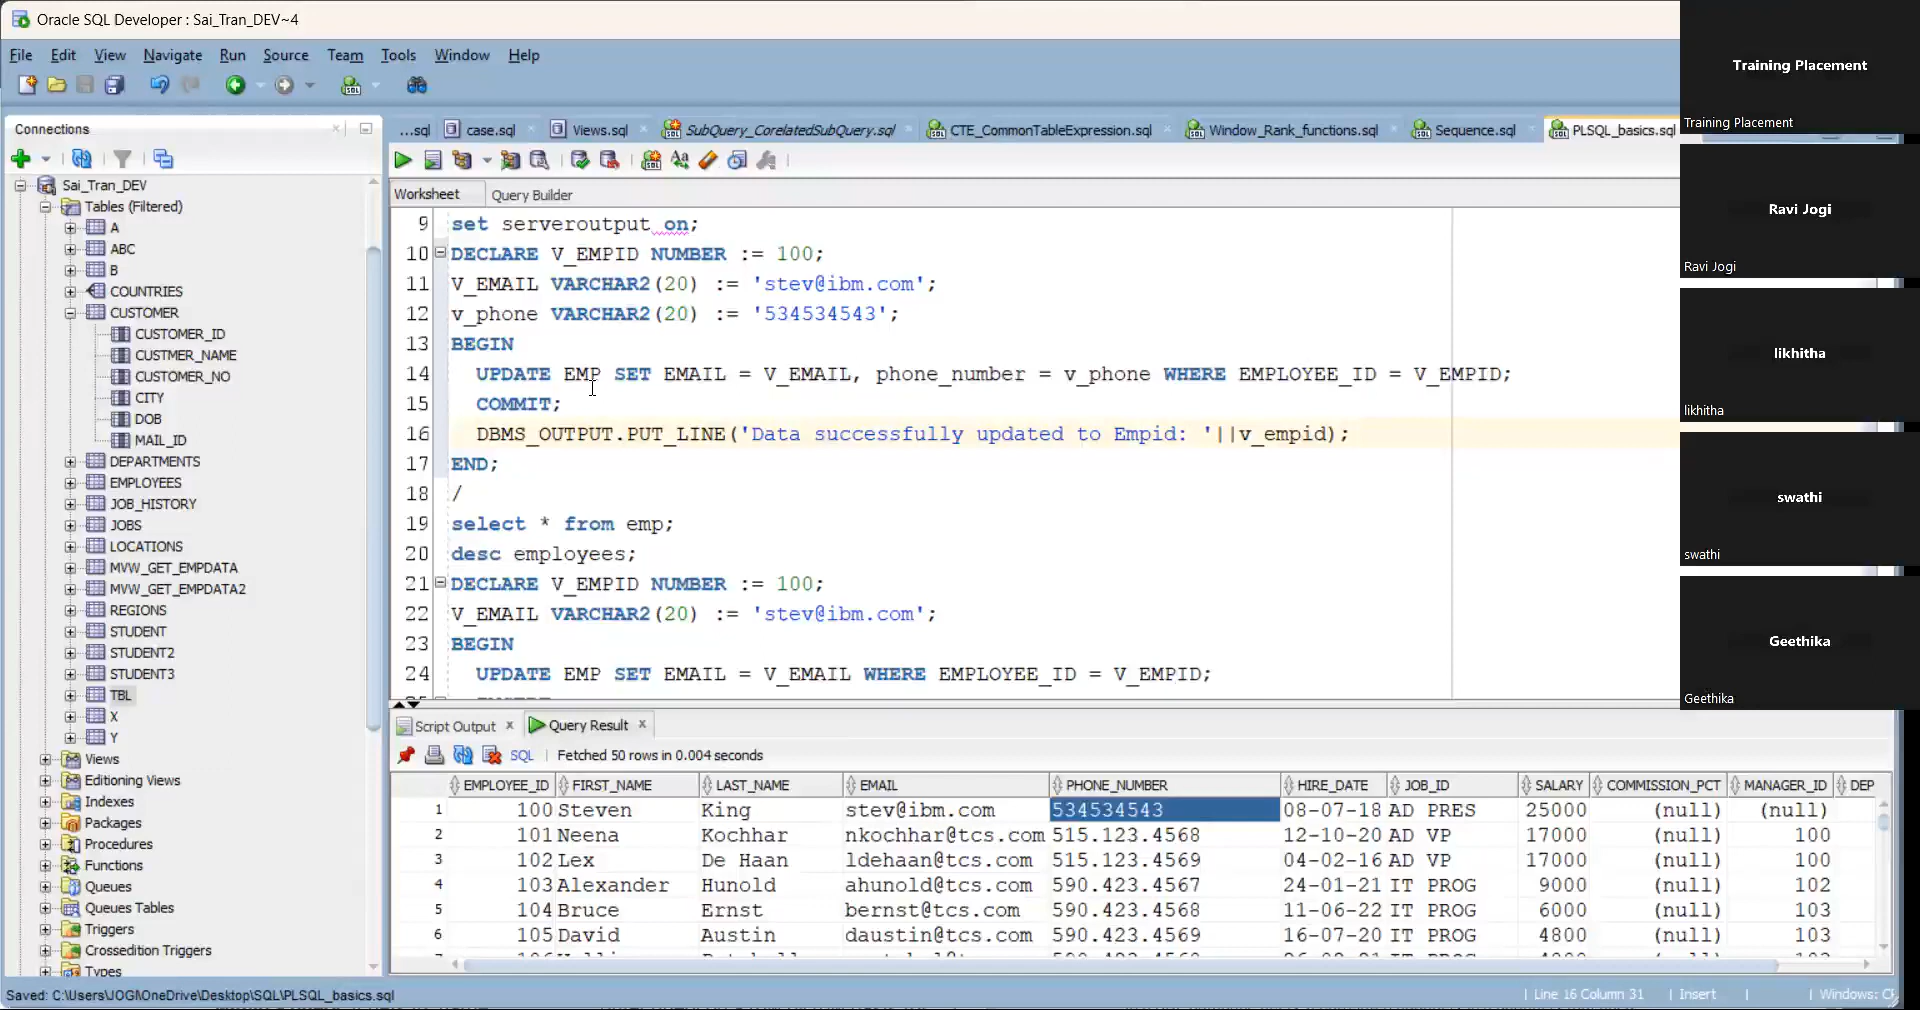 Oracle SQL Developer : Sai_Tran_DEV~4
File Edit View Navigate Run Source Team Tools Window Help
Connections
Sai_Tran_DEV
Tables (Filtered)
A
ABC
B
COUNTRIES
CUSTOMER
CUSTOMER_ID
CUSTMER_NAME
CUSTOMER_NO
CITY
DOB
MAIL_ID
DEPARTMENTS
EMPLOYEES
JOB_HISTORY
JOBS
LOCATIONS
MVW_GET_EMPDATA
MVW_GET_EMPDATA2
REGIONS
STUDENT
STUDENT2
STUDENT3
TBL
X
Y
Views
Editioning Views
Indexes
Packages
Procedures
Functions
Queues
Queues Tables
Triggers
Crossedition Triggers
Types
...sql case.sql Views.sql SubQuery_CorelatedSubQuery.sql CTE_CommonTableExpression.sql Window_Rank_functions.sql Sequence.sql PLSQL_basics.sql
Worksheet Query Builder
9 set serveroutput on;
10 DECLARE V_EMPID NUMBER := 100;
11 V_EMAIL VARCHAR2(20) := 'stev@ibm.com';
12 v_phone VARCHAR2(20) := '534534543';
13 BEGIN
14 UPDATE EMP SET EMAIL = V_EMAIL, phone_number = v_phone WHERE EMPLOYEE_ID = V_EMPID;
15 COMMIT;
16 DBMS_OUTPUT.PUT_LINE('Data successfully updated to Empid: '||v_empid);
17 END;
18 /
19 select * from emp;
20 desc employees;
21 DECLARE V_EMPID NUMBER := 100;
22 V_EMAIL VARCHAR2(20) := 'stev@ibm.com';
23 BEGIN
24 UPDATE EMP SET EMAIL = V_EMAIL WHERE EMPLOYEE_ID = V_EMPID;
Script Output Query Result
SQL Fetched 50 rows in 0.004 seconds
EMPLOYEE_ID FIRST_NAME LAST_NAME EMAIL PHONE_NUMBER HIRE_DATE JOB_ID SALARY COMMISSION_PCT MANAGER_ID DEP
1 100 Steven King stev@ibm.com 534534543 08-07-18 AD PRES 25000 (null) (null)
2 101 Neena Kochhar nkochhar@tcs.com 515.123.4568 12-10-20 AD VP 17000 (null) 100
3 102 Lex De Haan ldehaan@tcs.com 515.123.4569 04-02-16 AD VP 17000 (null) 100
4 103 Alexander Hunold ahunold@tcs.com 590.423.4567 24-01-21 IT PROG 9000 (null) 102
5 104 Bruce Ernst bernst@tcs.com 590.423.4568 11-06-22 IT PROG 6000 (null) 103
6 105 David Austin daustin@tcs.com 590.423.4569 16-07-20 IT PROG 4800 (null) 103
Saved: C:\Users\JOGI\OneDrive\Desktop\SQL\PLSQL_basics.sql
Line 16 Column 31 Insert Windows: C
Training Placement
Training Placement
Ravi Jogi
Ravi Jogi
likhitha
likhitha
swathi
swathi
Geethika
Geethika